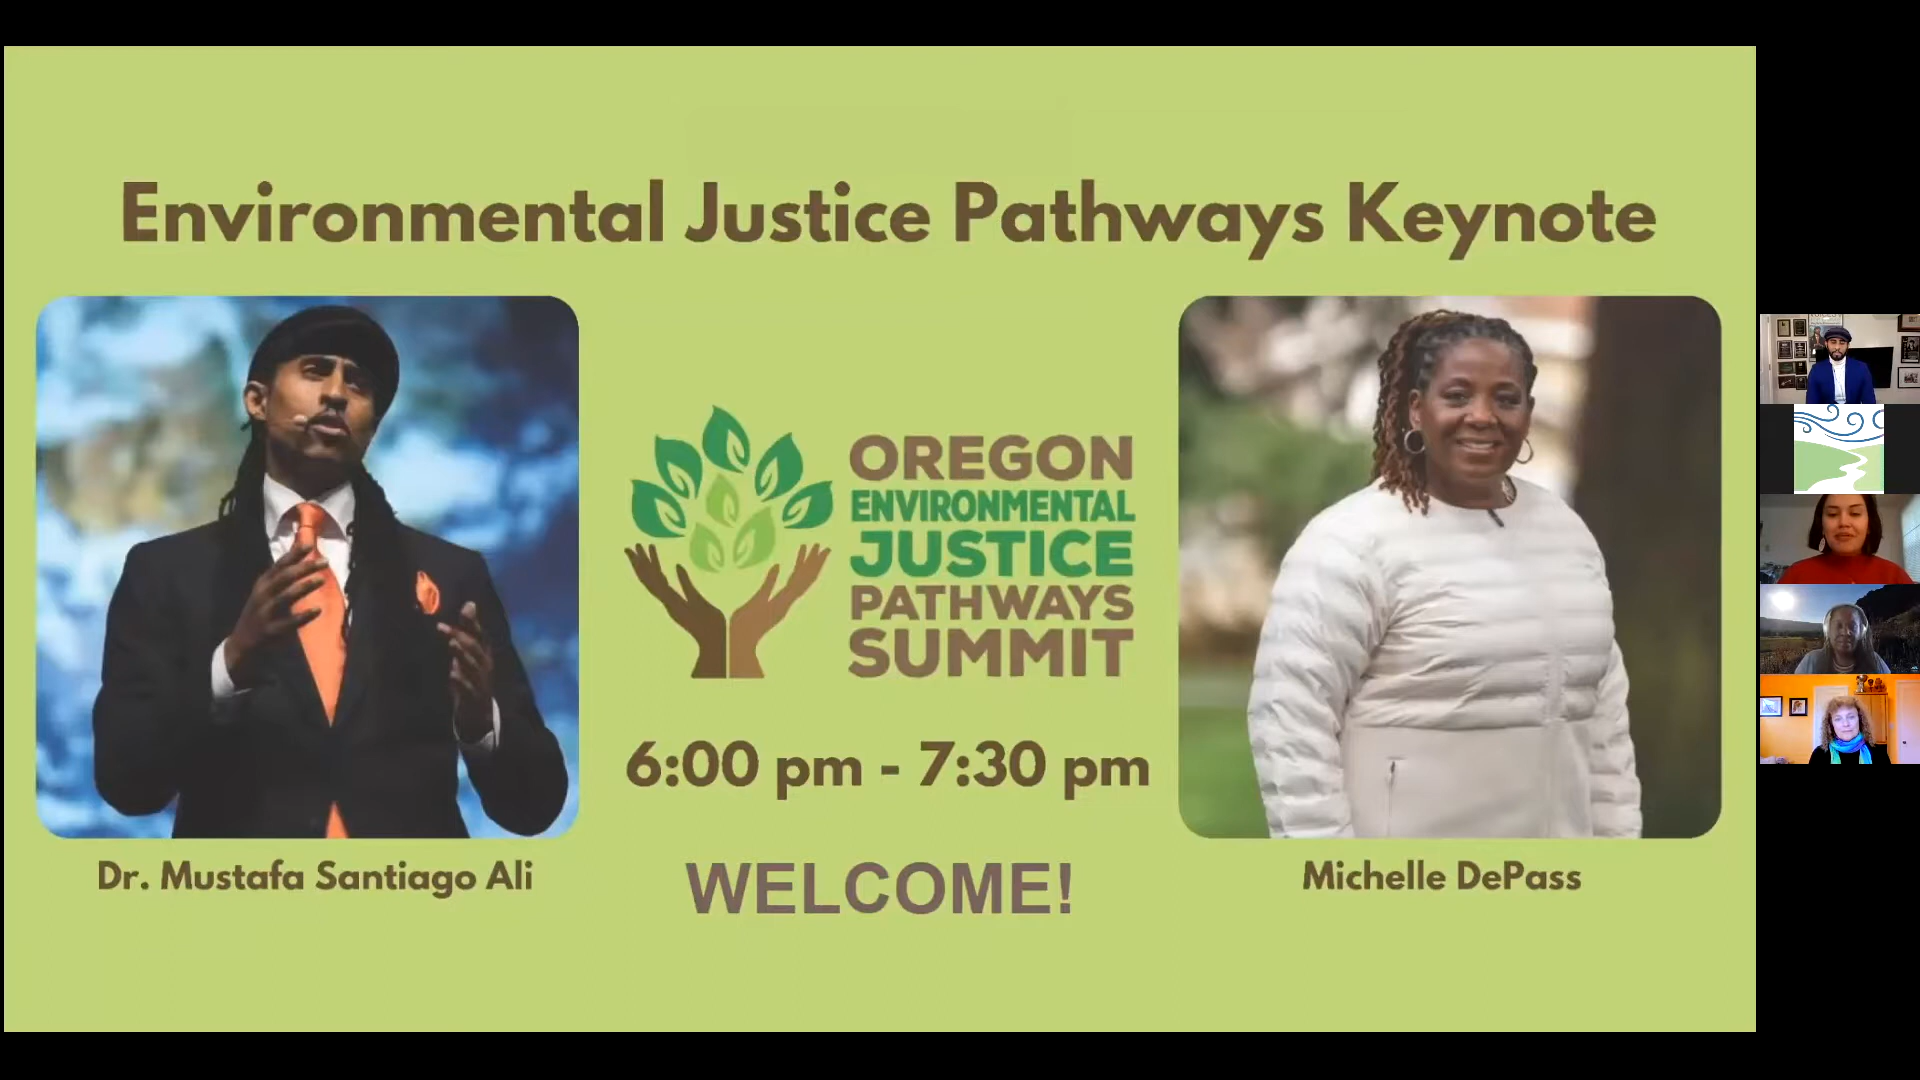 Environmental Justice Pathways Keynote
OREGON
ENVIRONMENTAL
JUSTICE
PATHWAYS
SUMMIT
6:00 pm - 7:30 pm
WELCOME!
Dr. Mustafa Santiago Ali
Michelle DePass